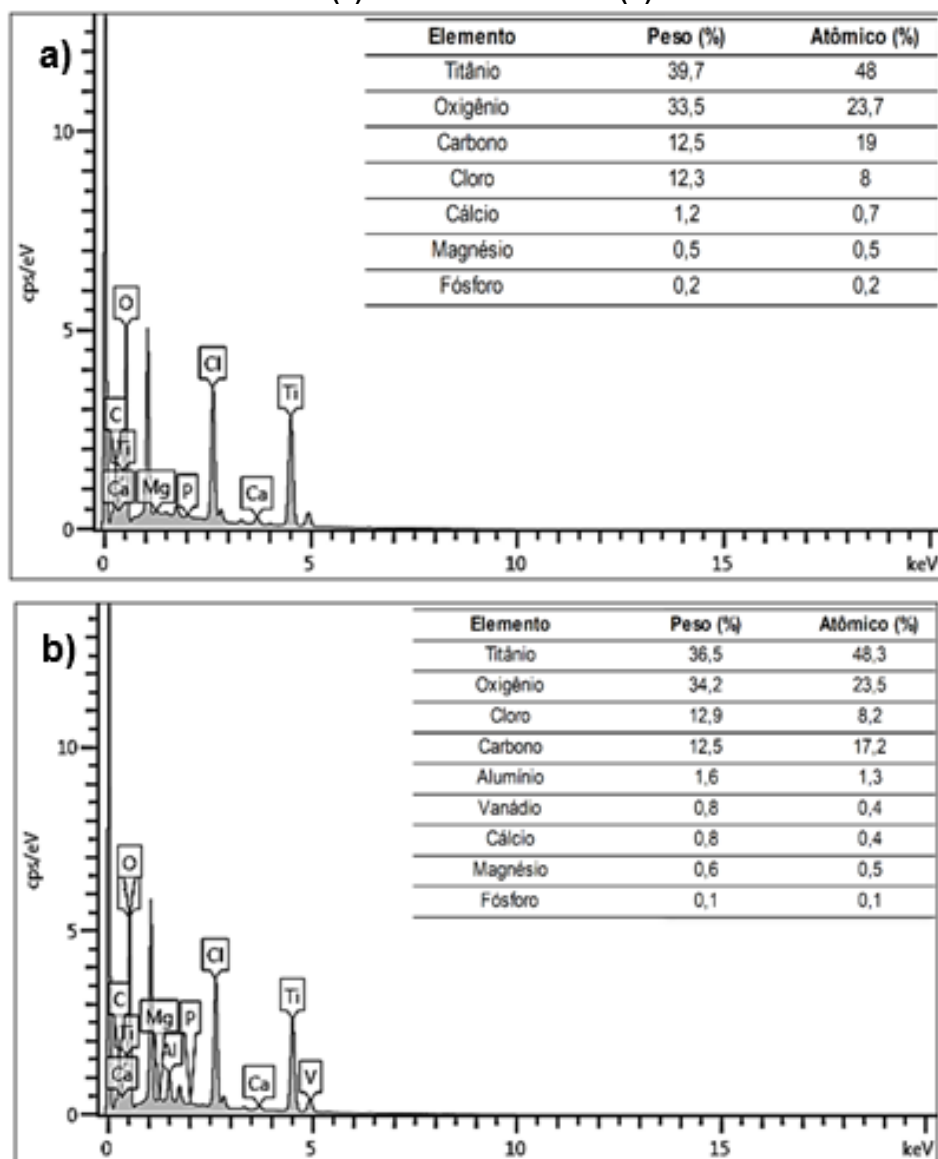 a)
Elemento Peso (%) Atômico (%)
Titânio 39,7 48
Oxigênio 33,5 23,7
Carbono 12,5 19
Cloro 12,3 8
Cálcio 1,2 0,7
Magnésio 0,5 0,5
Fósforo 0,2 0,2
10
cps/eV
O
5
Cl
Ti
C
Ti
Ca Mg P Ca
0
0 5 10 15 keV
b)
Elemento Peso (%) Atômico (%)
Titânio 36,5 48,3
Oxigênio 34,2 23,5
Cloro 12,9 8,2
Carbono 12,5 17,2
Alumínio 1,6 1,3
Vanádio 0,8 0,4
Cálcio 0,8 0,4
Magnésio 0,6 0,5
Fósforo 0,1 0,1
10
cps/eV
O
5
Cl
C Ti
Mg P
Ti Al
Ca Ca V
0
0 5 10 15 keV